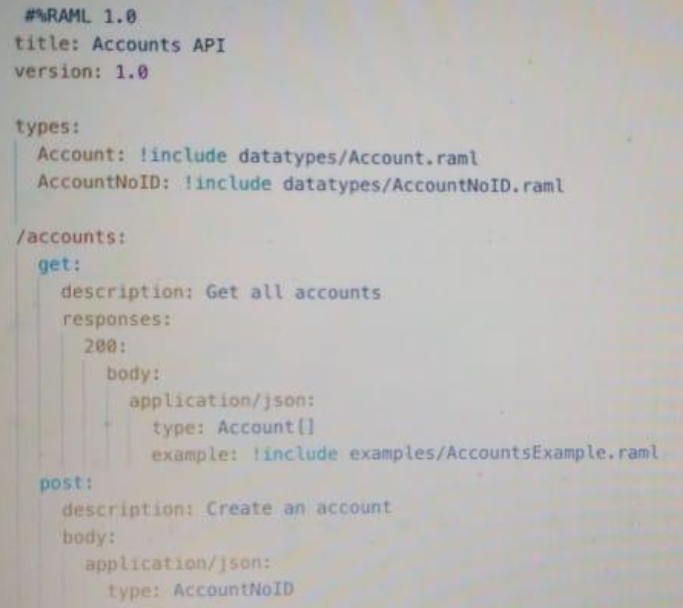 #%RAML 1.0
title: Accounts API
version: 1.0
types:
Account: !include datatypes/Account.raml
AccountNoID: !include datatypes/AccountNoID.raml
/accounts:
get:
description: Get all accounts
responses:
200:
body:
application/json:
type: Account[]
example: !include examples/AccountsExample.raml
post:
description: Create an account
body:
application/json:
type: AccountNoID